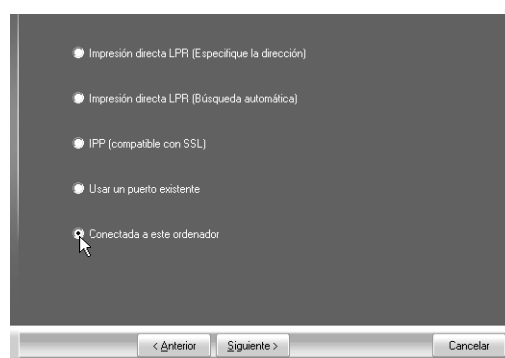 Impresión directa LPR (Especifique la dirección)
Impresión directa LPR (Búsqueda automática)
IPP (compatible con SSL)
Usar un puerto existente
Conectada a este ordenador
< Anterior Siguiente > Cancelar